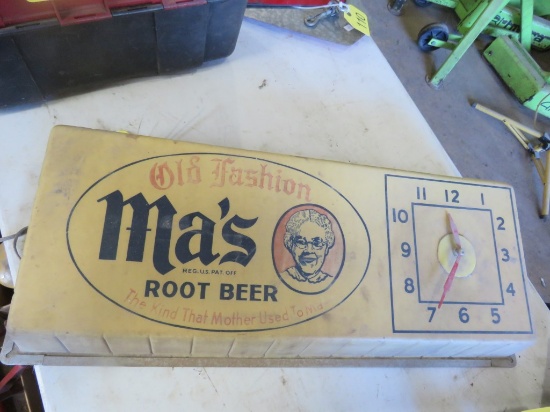 110
Old Fashion
Ma's
REG. U.S. PAT. OFF.
ROOT BEER
The Kind That Mother Used To
11 12 1
10 2
9 3
8 4
7 6 5